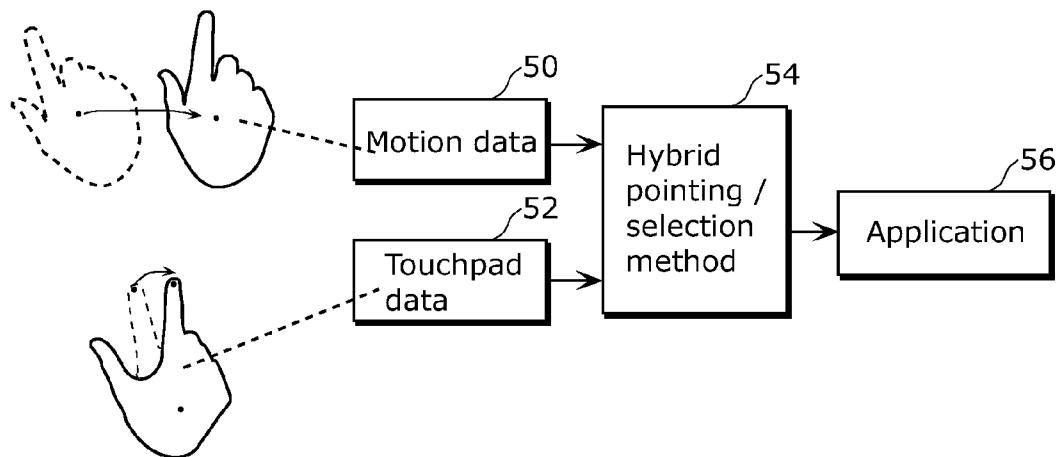 50
Motion data
52
Touchpad
data
54
Hybrid
pointing /
selection
method
56
Application